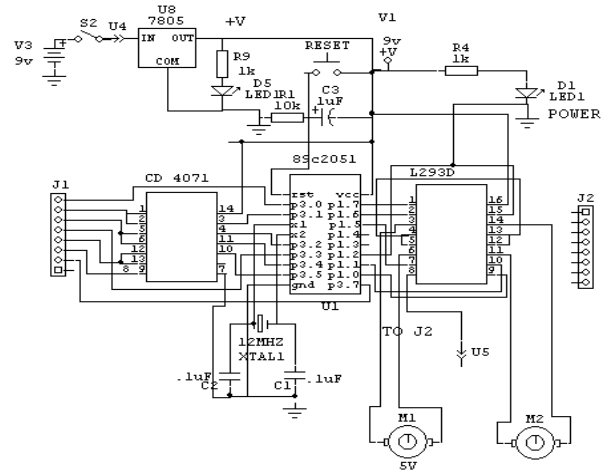 U8
7805
S2
U4
IN OUT
COM
+V
V1
9v
+V
V3
9v
RESET
R4
1k
R9
1k
D5
LED1
R1
10k
C3
1uF
D1
LED1
POWER
89c2051
CD 4071
L293D
J1
J2
1 14
2 3
5 4
6 11
12 10
13
8 9 7
rst vcc
p3.0 p1.7
p3.1 p1.6
x1 p1.5
x2 p1.4
p3.2 p1.3
p3.3 p1.2
p3.4 p1.1
p3.5 p1.0
gnd p3.7
U1
1 16
2 15
3 14
4 13
5 12
6 11
7 10
8 9
12MHZ
XTAL1
TO J2
U5
.1uF
C2
C1
.1uF
M1
5V
M2